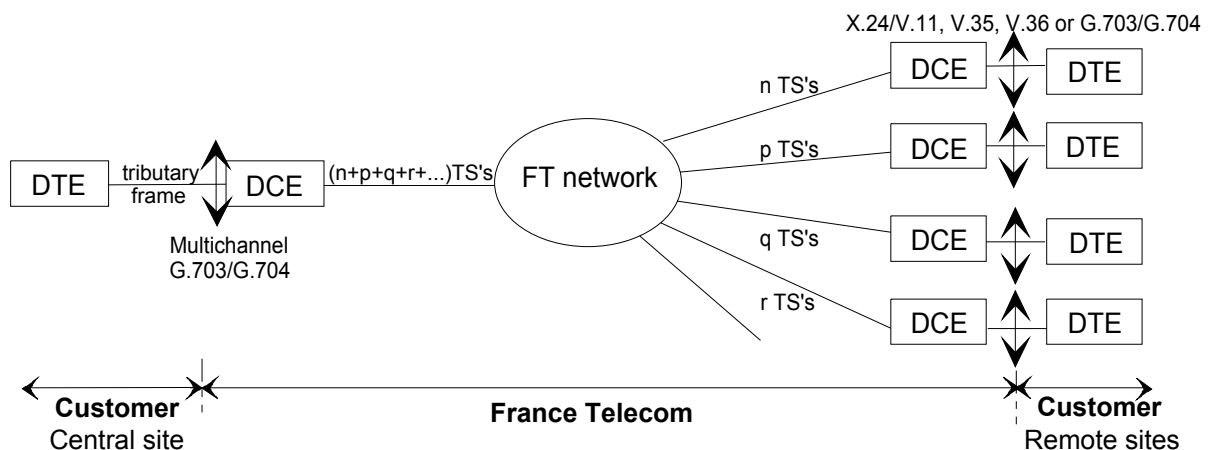 X.24/V.11, V.35, V.36 or G.703/G.704
DCE
DTE
n TS's
p TS's
DCE
DTE
DTE
tributary
frame
DCE
(n+p+q+r+...)TS's
FT network
Multichannel
G.703/G.704
q TS's
DCE
DTE
r TS's
DCE
DTE
Customer
Central site
France Telecom
Customer
Remote sites